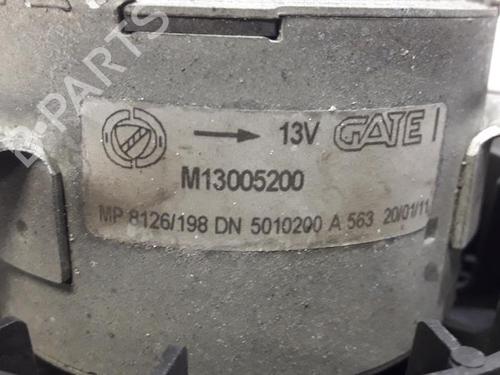 B-PARTS
13V GATE
M13005200
MP 8126/198 DN 5010200 A 563 20/01/11